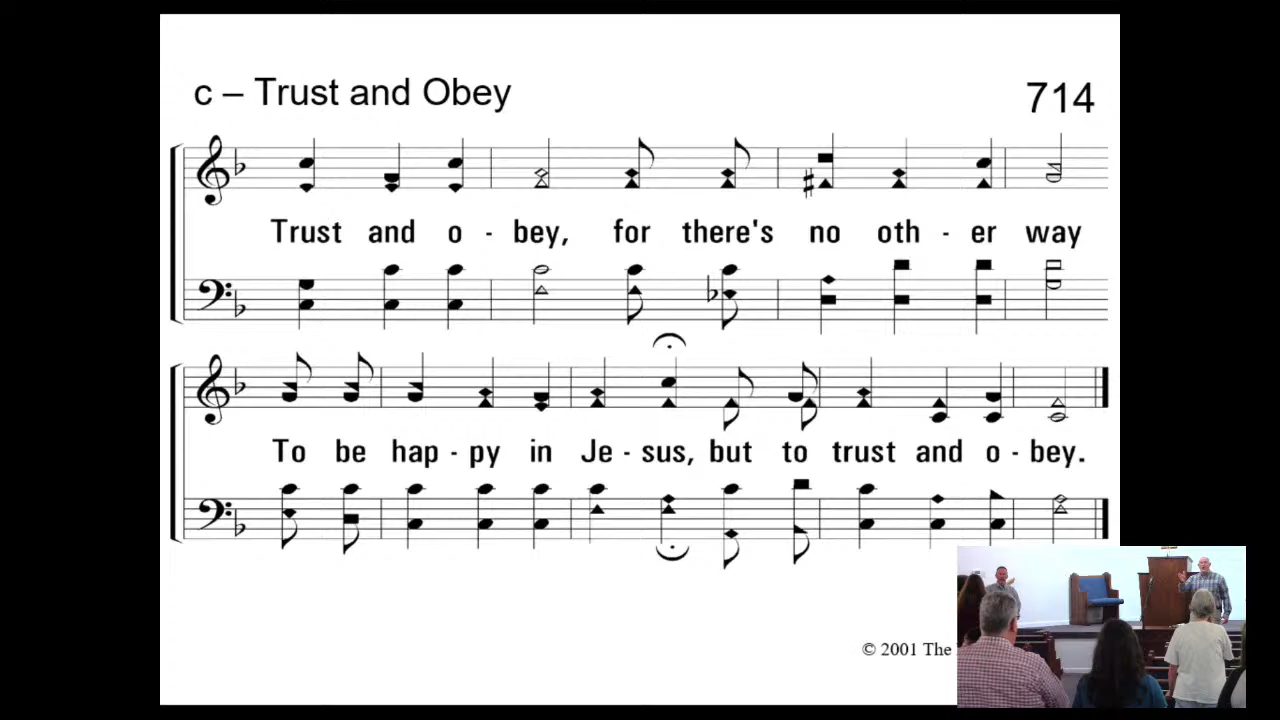 c – Trust and Obey
714
Trust and o - bey, for there's no oth - er way
To be hap - py in Je - sus, but to trust and o - bey.
© 2001 The